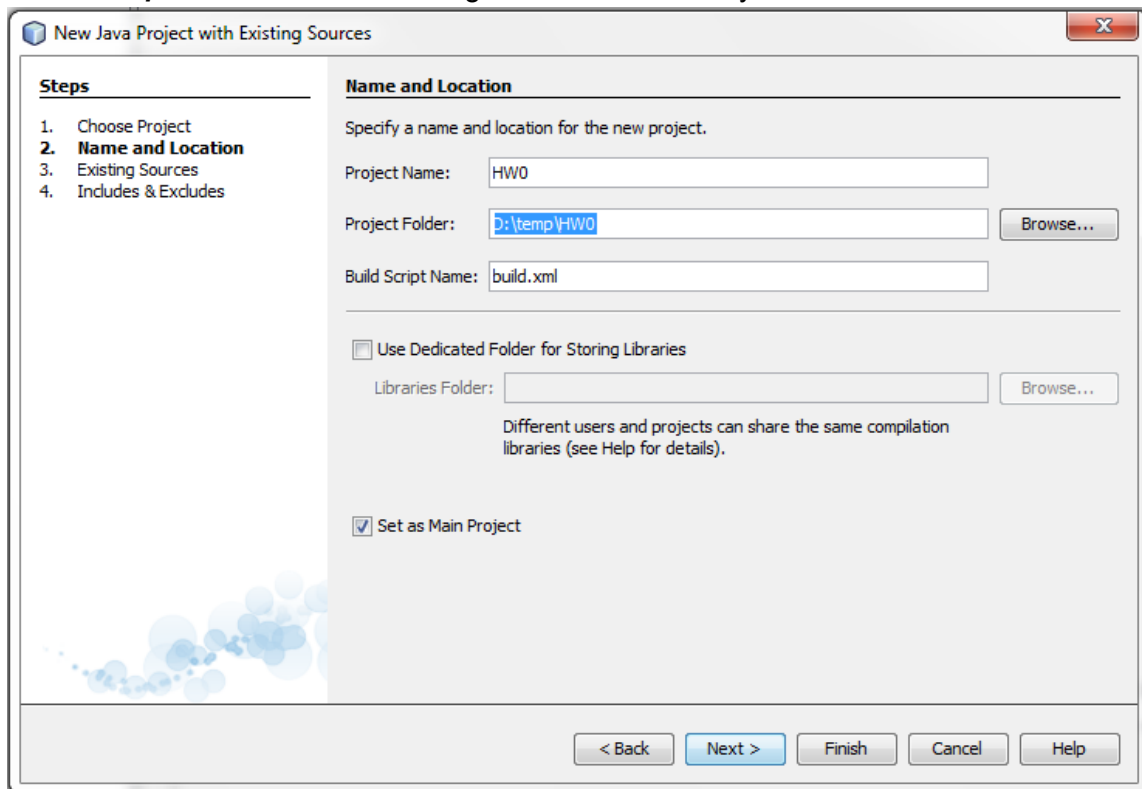 New Java Project with Existing Sources
Steps
1. Choose Project
2. Name and Location
3. Existing Sources
4. Includes & Excludes
Name and Location
Specify a name and location for the new project.
Project Name: HW0
Project Folder: D:\temp\HW0 Browse...
Build Script Name: build.xml
Use Dedicated Folder for Storing Libraries
Libraries Folder: Browse...
Different users and projects can share the same compilation
libraries (see Help for details).
Set as Main Project
< Back Next > Finish Cancel Help